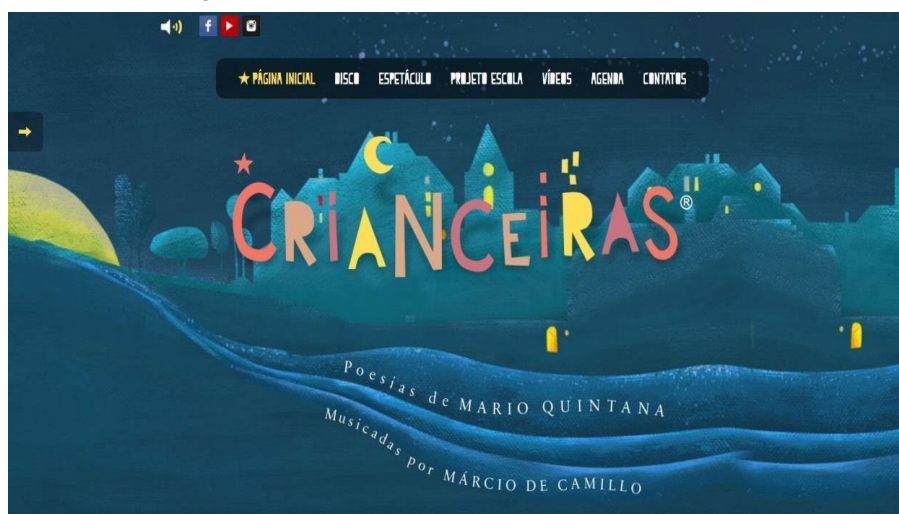 PÁGINA INICIAL DISCO ESPETÁCULO PROJETO ESCOLA VÍDEOS AGENDA CONTATOS
CRIANCEIRAS®
Poesias de MARIO QUINTANA
Musicadas por MÁRCIO DE CAMILLO